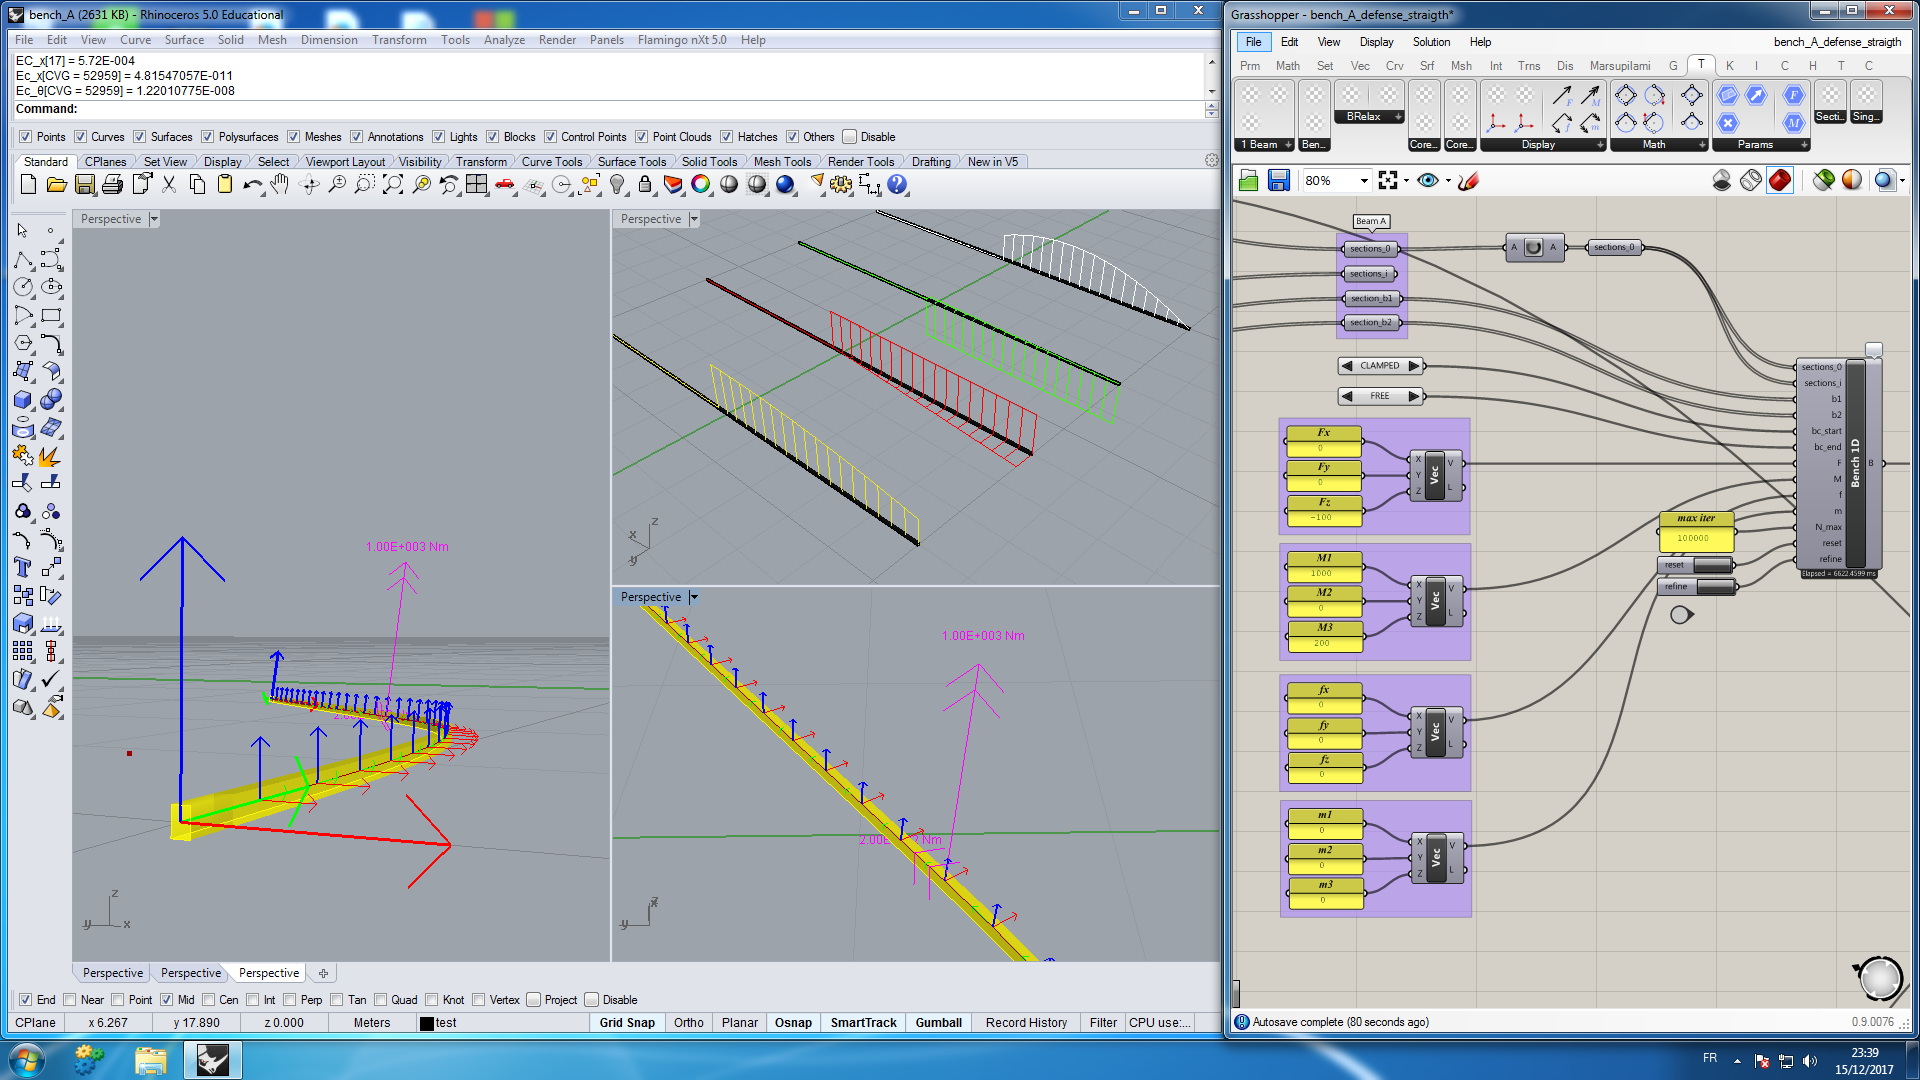 bench_A (2631 KB) - Rhinoceros 5.0 Educational
File Edit View Curve Surface Solid Mesh Dimension Transform Tools Analyze Render Panels Flamingo nXt 5.0 Help
EC_x[17] = 5.72E-004
Ec_x[CVG = 52959] = 4.81547057E-011
Ec_θ[CVG = 52959] = 1.22010775E-008
Command:
Points Curves Surfaces Polysurfaces Meshes Annotations Lights Blocks Control Points Point Clouds Hatches Others Disable
Standard CPlanes Set View Display Select Viewport Layout Visibility Transform Curve Tools Surface Tools Solid Tools Mesh Tools Render Tools Drafting New in V5
Perspective
1.00E+003 Nm
z
y x
Perspective
z
x
y
Perspective
1.00E+003 Nm
y
Perspective Perspective Perspective
End Near Point Mid Cen Int Perp Tan Quad Knot Vertex Project Disable
CPlane x 6.267 y 17.890 z 0.000 Meters test Grid Snap Ortho Planar Osnap SmartTrack Gumball Record History Filter CPU use:...
Grasshopper - bench_A_defense_straigth*
File Edit View Display Solution Help bench_A_defense_straigth
Prm Math Set Vec Crv Srf Msh Int Trns Dis Marsupilami G T K I C H T C
1 Beam Ben... BRelax Core... Core... Display Math Params Secti... Sing...
80%
Beam A
sections_0
sections_i
section_b1
section_b2
A A
sections_0
CLAMPED
FREE
Fx
0
Fy
0
Fz
-100
X
Y
Z
Vec
V
L
M1
1000
M2
0
M3
200
X
Y
Z
Vec
V
L
fx
0
fy
0
fz
0
X
Y
Z
Vec
V
L
m1
0
m2
0
m3
0
X
Y
Z
Vec
V
L
max iter
100000
reset
refine
sections_0
sections_i
b1
b2
bc_start
bc_end
F
M
f
m
N_max
reset
refine
Bench 1D
B
Elapsed = 6622.4599 ms
Autosave complete (80 seconds ago)
0.9.0076
FR
23:39
15/12/2017